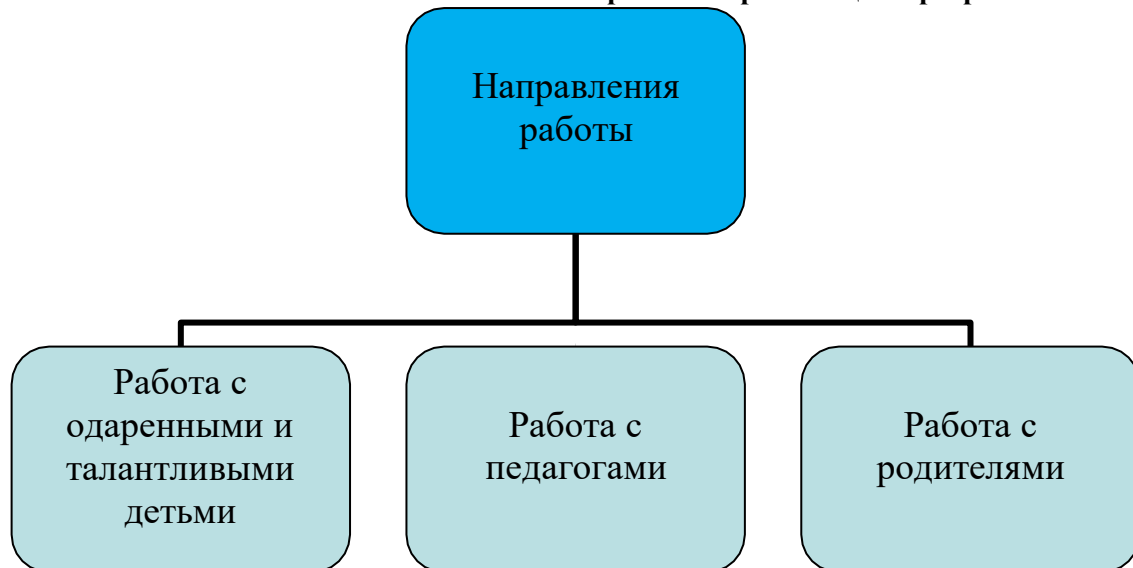 Направления
работы
Работа с
одаренными и
талантливыми
детьми
Работа с
педагогами
Работа с
родителями